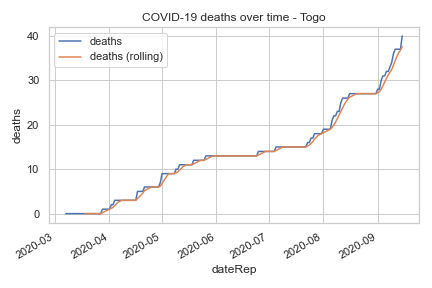 COVID-19 deaths over time - Togo
deaths
deaths (rolling)
40
30
20
10
0
deaths
2020-03
2020-04
2020-05
2020-06
2020-07
2020-08
2020-09
dateRep